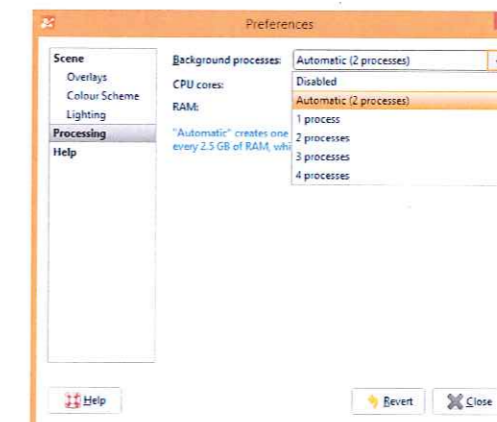 Preferences
Scene
Overlays
Colour Scheme
Lighting
Processing
Help
Background processes: Automatic (2 processes)
CPU cores:
RAM:
Disabled
Automatic (2 processes)
1 process
2 processes
3 processes
4 processes
"Automatic" creates one
every 2.5 GB of RAM,
Help
Revert
Close